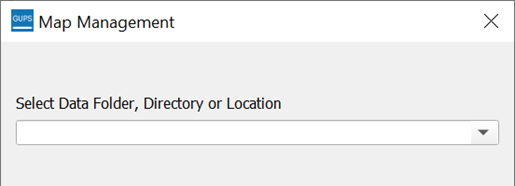 GUPS Map Management
Select Data Folder, Directory or Location